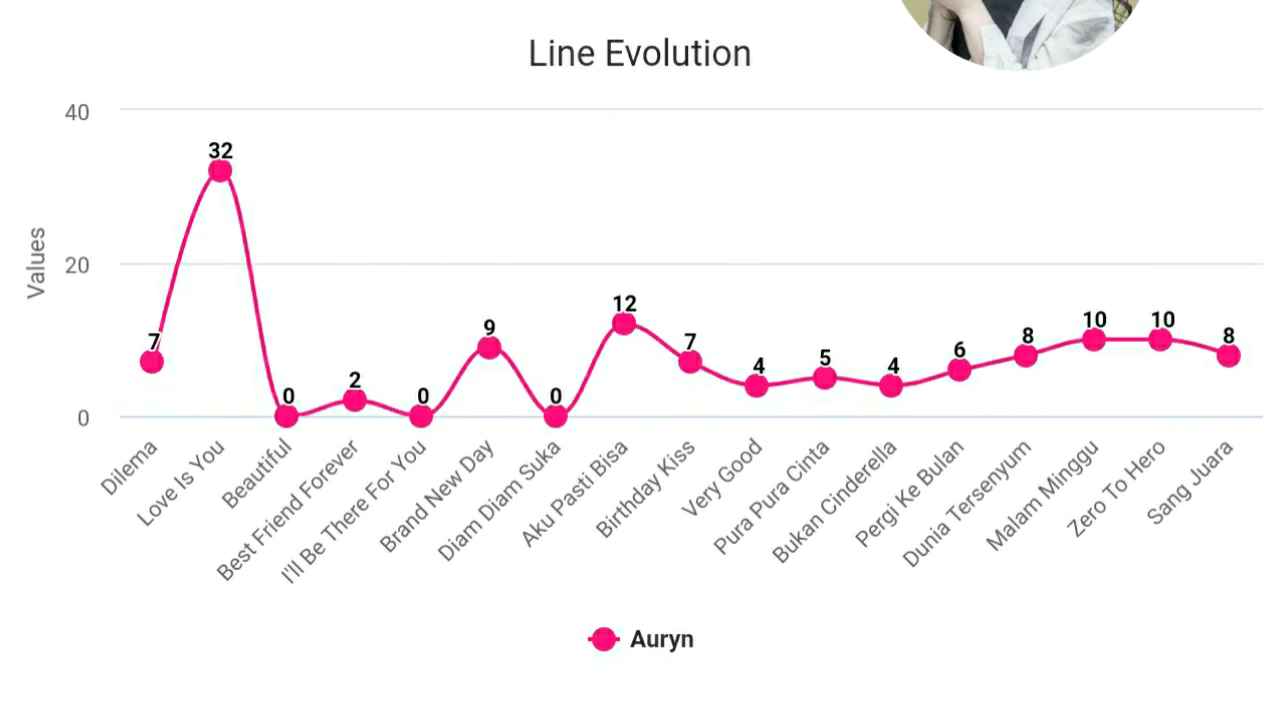 Line Evolution
Values
40
20
0
7
32
0
2
0
9
0
12
7
4
5
4
6
8
10
10
8
Dilema
Love Is You
Beautiful
Best Friend Forever
I'll Be There For You
Brand New Day
Diam Diam Suka
Aku Pasti Bisa
Birthday Kiss
Very Good
Pura Pura Cinta
Bukan Cinderella
Pergi Ke Bulan
Dunia Tersenyum
Malam Minggu
Zero To Hero
Sang Juara
Auryn